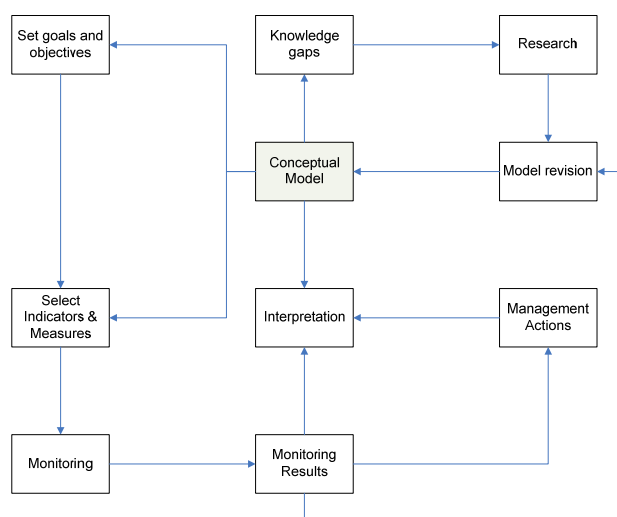 Set goals and
objectives
Knowledge
gaps
Research
Conceptual
Model
Model revision
Select
Indicators &
Measures
Interpretation
Management
Actions
Monitoring
Monitoring
Results